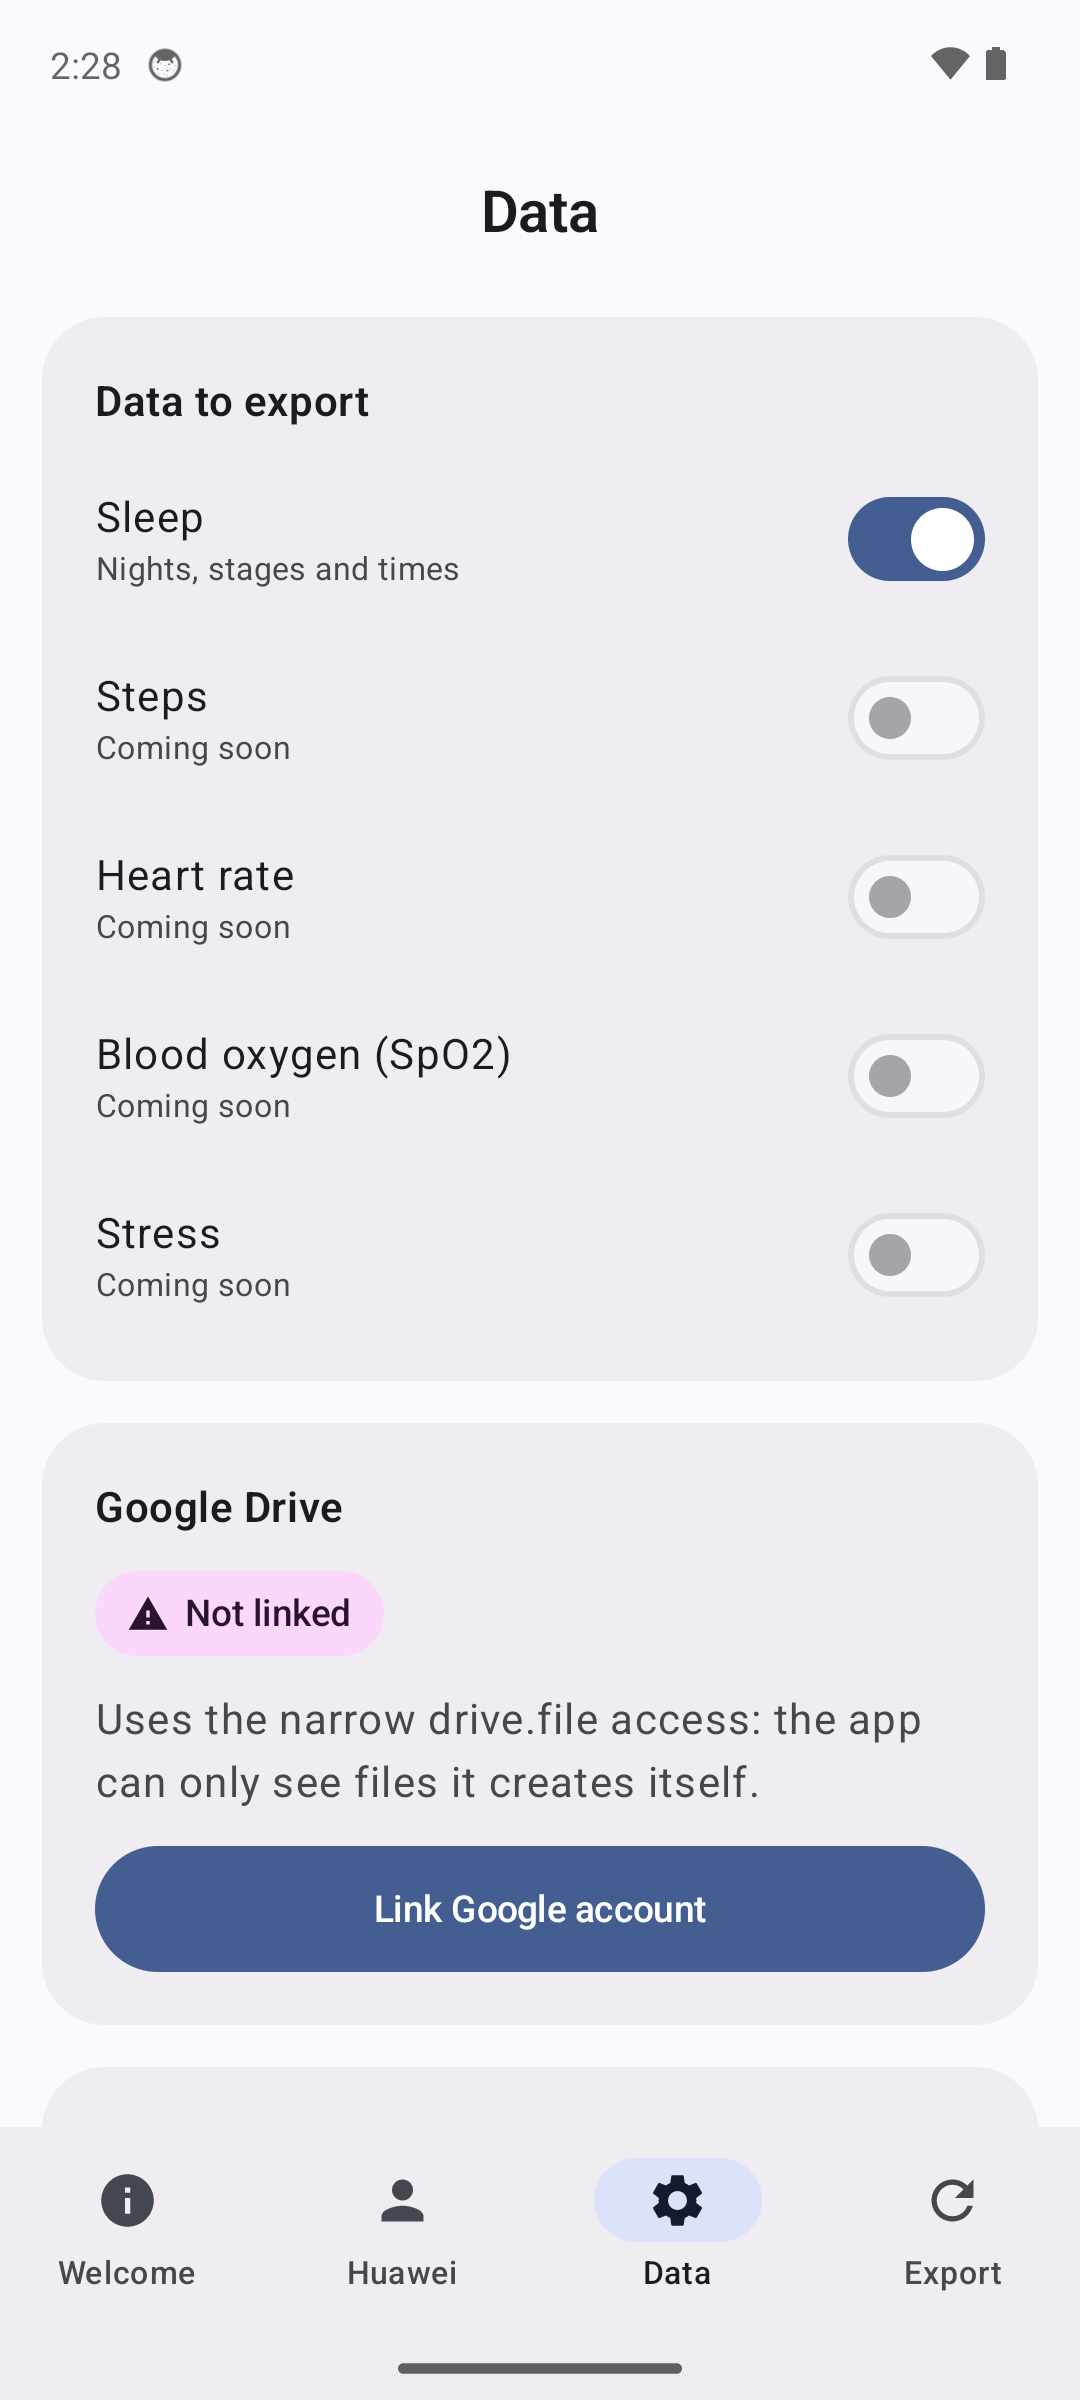 2:28
Data
Data to export
Sleep
Nights, stages and times
Steps
Coming soon
Heart rate
Coming soon
Blood oxygen (SpO2)
Coming soon
Stress
Coming soon
Google Drive
Not linked
Uses the narrow drive.file access: the app
can only see files it creates itself.
Link Google account
Welcome
Huawei
Data
Export